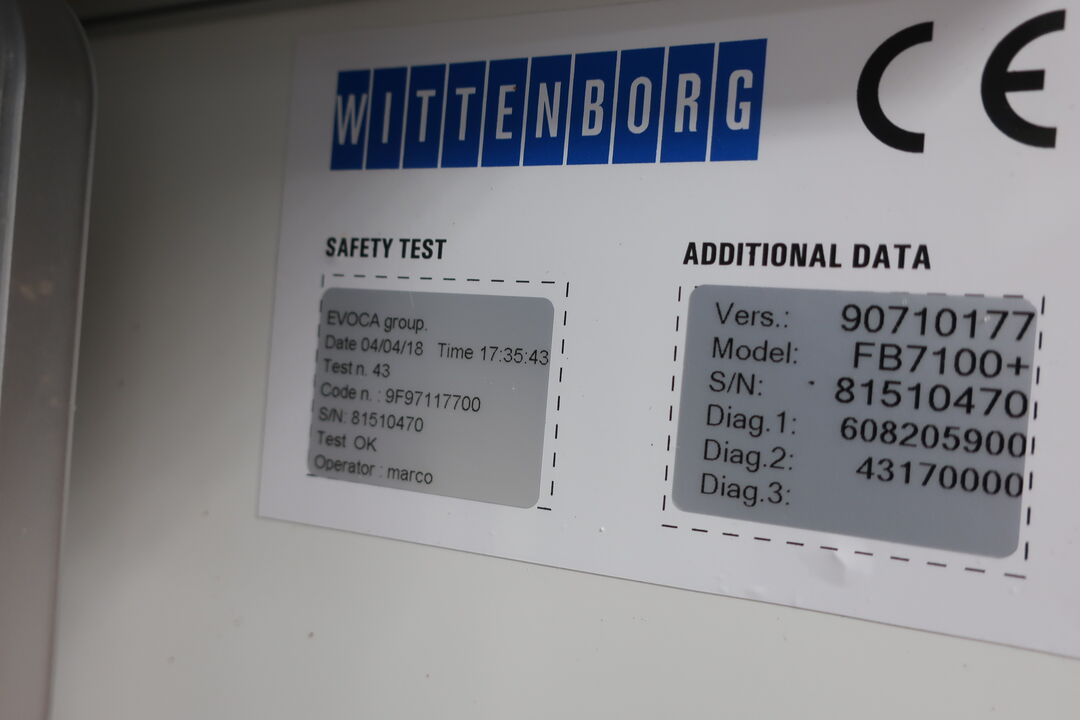 WITTENBORG
CE
SAFETY TEST
EVOCA group.
Date 04/04/18 Time 17:35:43
Test n. 43
Code n. : 9F97117700
S/N: 81510470
Test OK
Operator : marco
ADDITIONAL DATA
Vers.: 90710177
Model: FB7100+
S/N: 81510470
Diag.1: 608205900
Diag.2: 43170000
Diag.3: